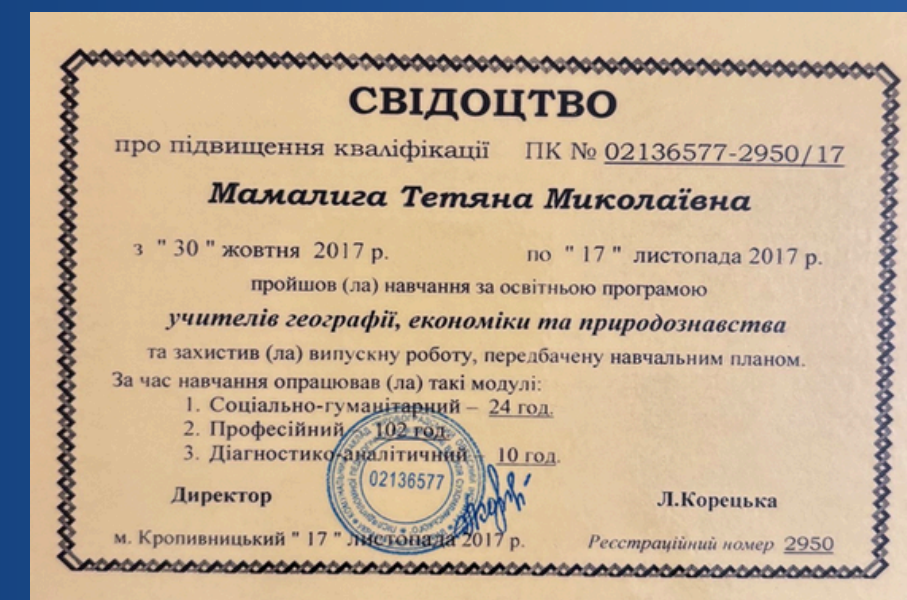 СВІДОЦТВО
про підвищення кваліфікації ПК № 02136577-2950/17
Мамалига Тетяна Миколаївна
з " 30 " жовтня 2017 р. по " 17 " листопада 2017 р.
пройшов (ла) навчання за освітньою програмою
учителів географії, економіки та природознавства
та захистив (ла) випускну роботу, передбачену навчальним планом.
За час навчання опрацював (ла) такі модулі:
1. Соціально-гуманітарний – 24 год.
2. Професійний 102 год.
3. Діагностико-аналітичний 10 год.
02136577
Директор Л.Корецька
м. Кропивницький " 17 " листопада 2017 р. Реєстраційний номер 2950